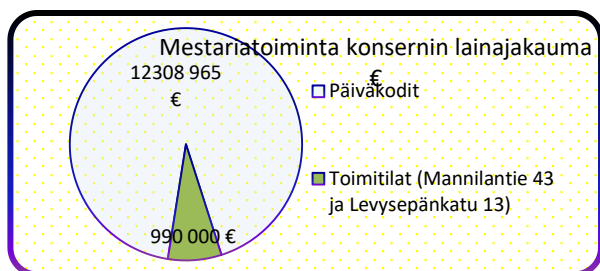 Mestariatoiminta konsernin lainajakauma
€
12308 965
€
Päiväkodit
Toimitilat (Mannilantie 43
ja Levysepänkatu 13)
990 000 €